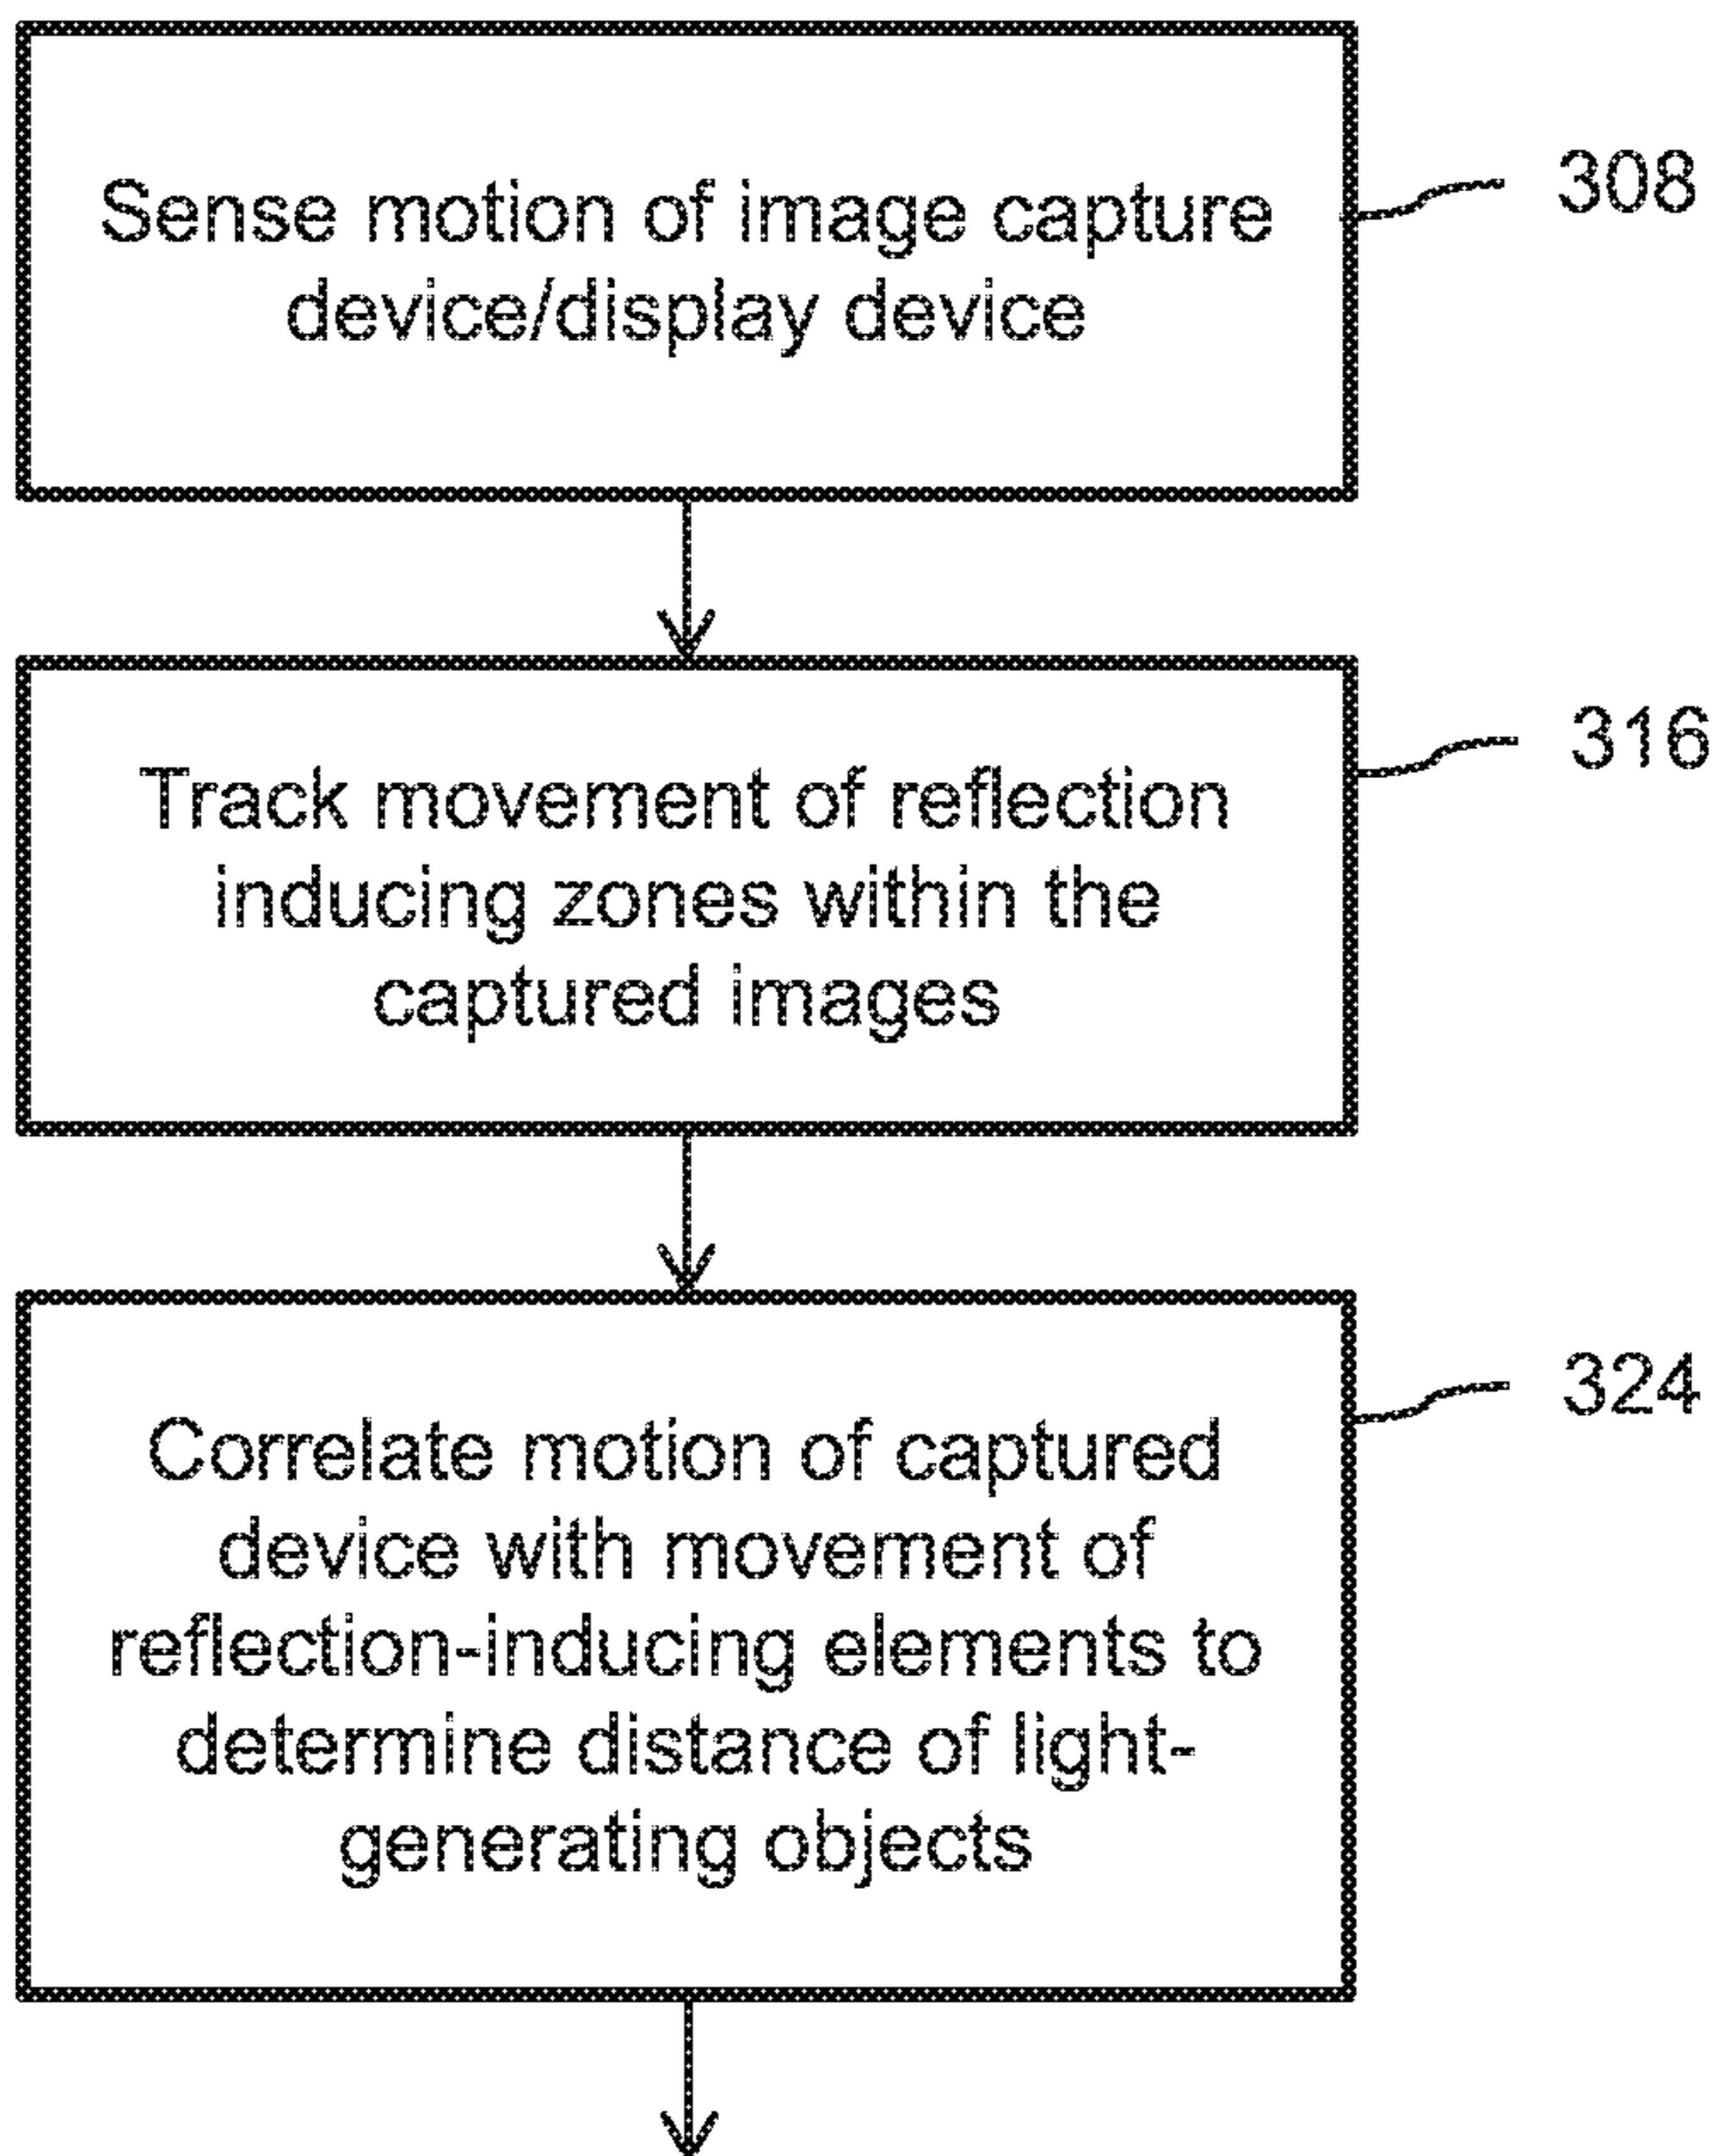 Sense motion of image capture
device/display device
308
Track movement of reflection
inducing zones within the
captured images
316
Correlate motion of captured
device with movement of
reflection-inducing elements to
determine distance of light-
generating objects
324